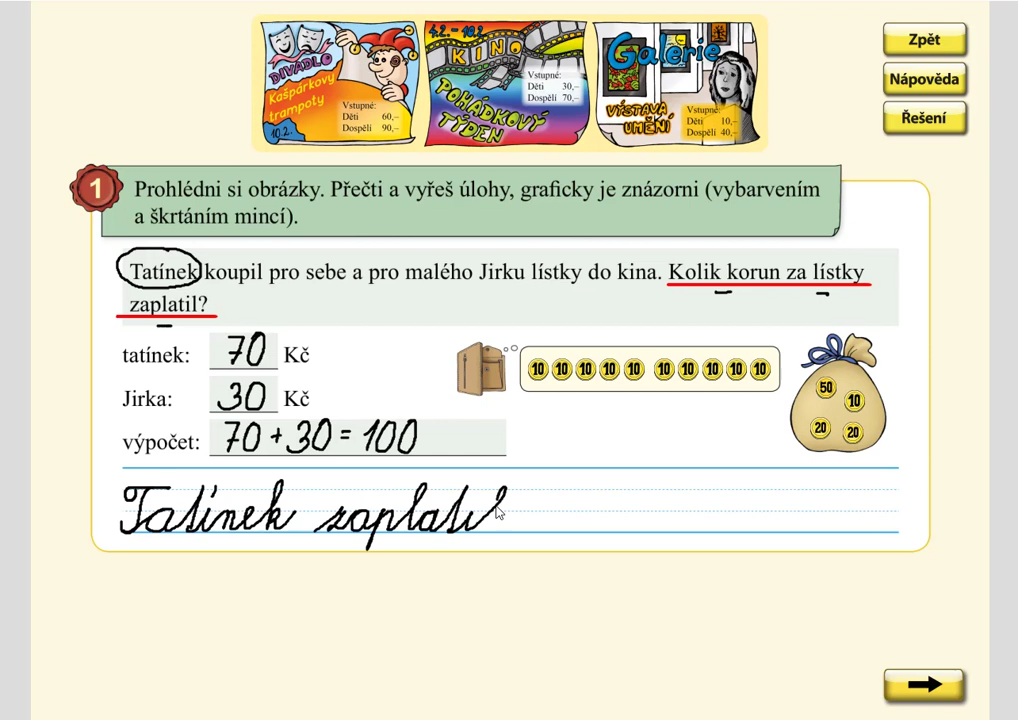 DIVADLO
Kašpárkovy
trampoty
10.2.
Vstupné:
Děti 60,–
Dospělí 90,–
4.2.–10.2.
KINO
Vstupné:
Děti 30,–
Dospělí 70,–
POHÁDKOVÝ
TÝDEN
Galerie
VÝSTAVA
UMĚNÍ
Vstupné:
Děti 10,–
Dospělí 40,–
Zpět
Nápověda
Řešení
1
Prohlédni si obrázky. Přečti a vyřeš úlohy, graficky je znázorni (vybarvením
a škrtáním mincí).
Tatínek koupil pro sebe a pro malého Jirku lístky do kina. Kolik korun za lístky
zaplatil?
tatínek: 70 Kč
Jirka: 30 Kč
výpočet: 70 + 30 = 100
10 10 10 10 10 10 10 10 10 10
50
10
20 20
Tatínek zaplatil